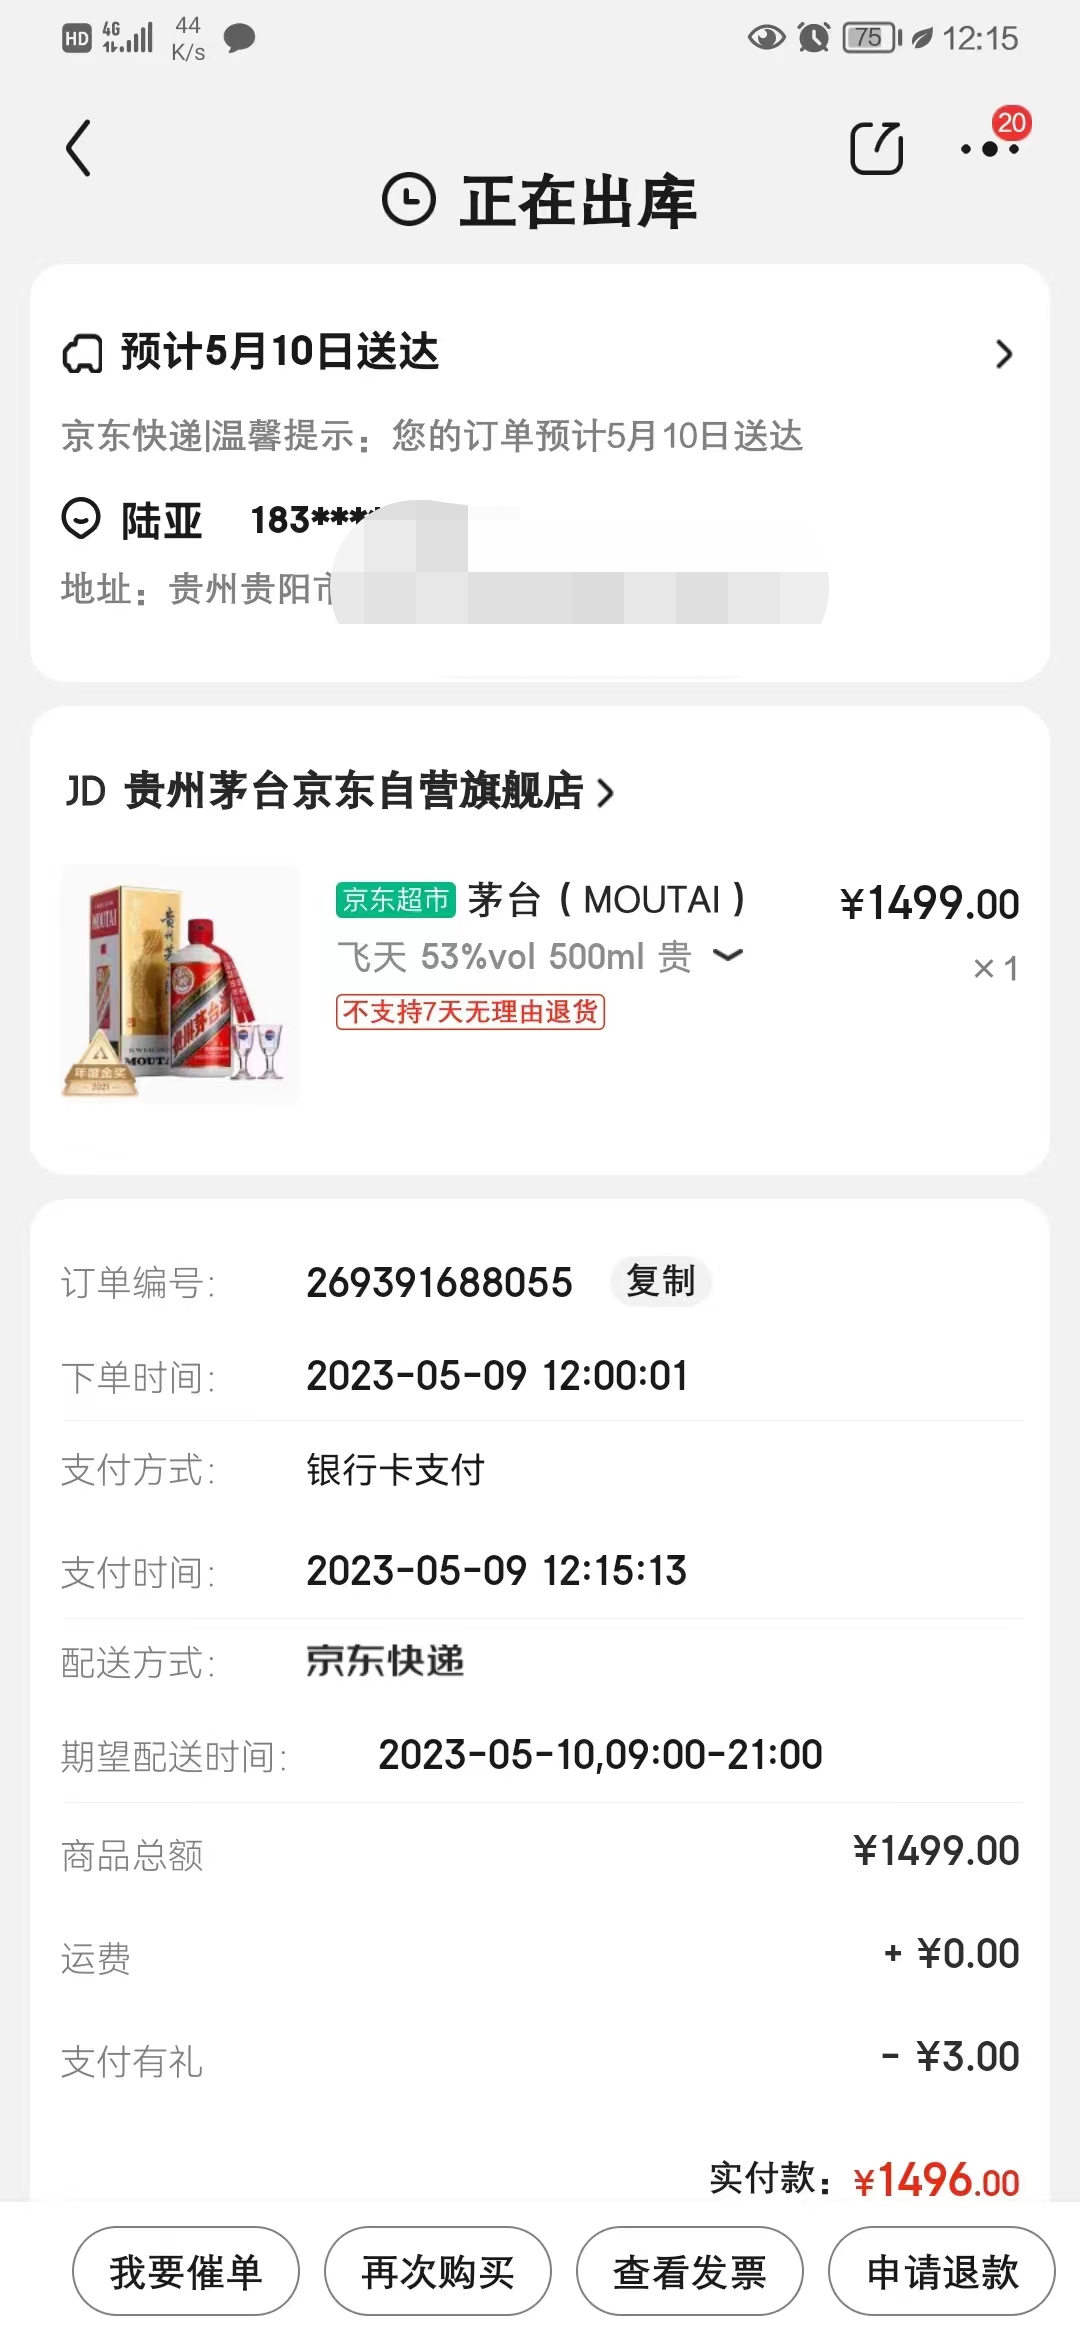 HD 4G 44 K/s 75 12:15
20
正在出库
预计5月10日送达
京东快递|温馨提示：您的订单预计5月10日送达
陆亚 183****
地址：贵州贵阳市
JD 贵州茅台京东自营旗舰店
京东超市 茅台（MOUTAI） ¥1499.00
飞天 53%vol 500ml 贵 ×1
不支持7天无理由退货
MOUTAI
年度金奖
2021
订单编号： 269391688055 复制
下单时间： 2023-05-09 12:00:01
支付方式： 银行卡支付
支付时间： 2023-05-09 12:15:13
配送方式： 京东快递
期望配送时间： 2023-05-10,09:00-21:00
商品总额 ¥1499.00
运费 + ¥0.00
支付有礼 - ¥3.00
实付款：¥1496.00
我要催单 再次购买 查看发票 申请退款